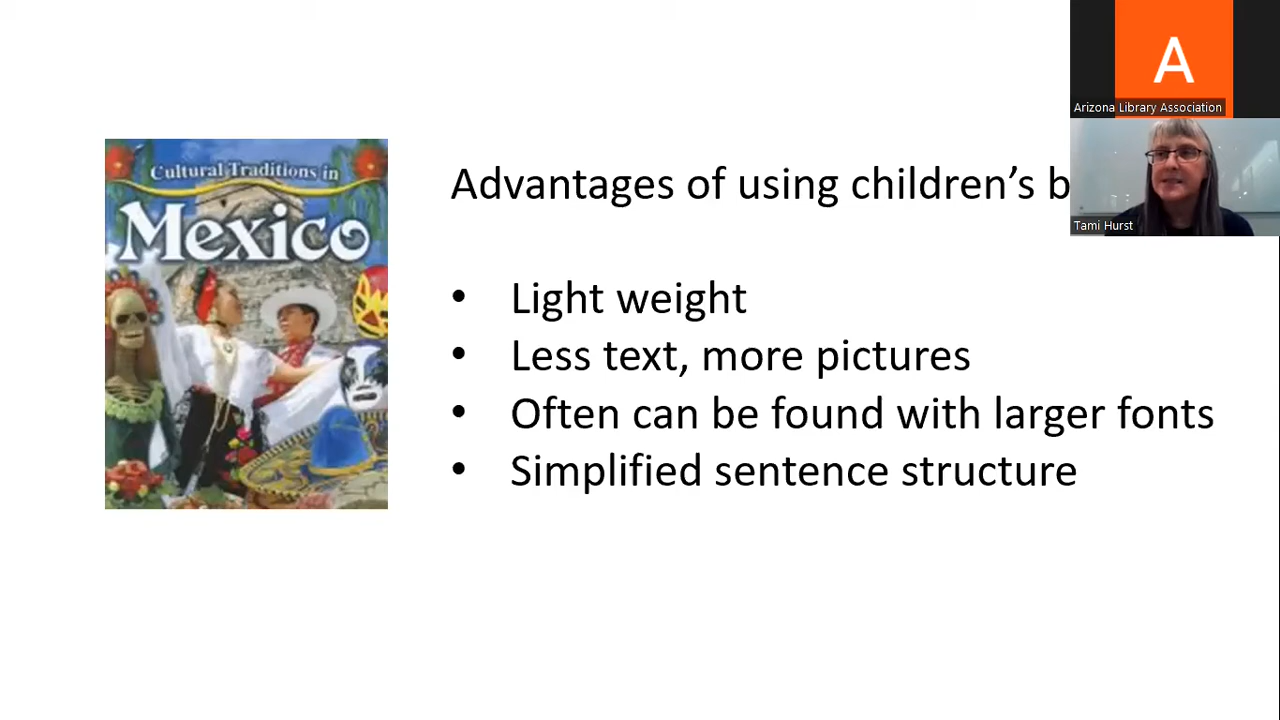 A
Arizona Library Association
Tami Hurst
Cultural Traditions in
Mexico
Advantages of using children's b
• Light weight
• Less text, more pictures
• Often can be found with larger fonts
• Simplified sentence structure